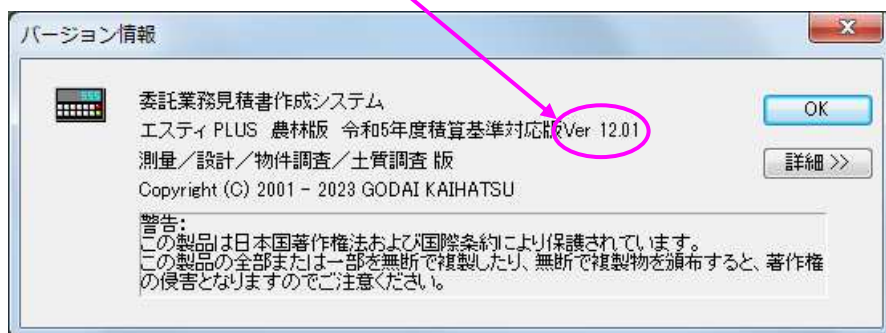 バージョン情報
委託業務見積書作成システム
エスティ PLUS 農林版 令和5年度積算基準対応版Ver 12.01
OK
測量／設計／物件調査／土質調査 版
詳細 >>
Copyright (C) 2001 - 2023 GODAI KAIHATSU
警告:
この製品は日本国著作権法および国際条約により保護されています。
この製品の全部または一部を無断で複製したり、無断で複製物を頒布すると、著作権
の侵害となりますのでご注意ください。